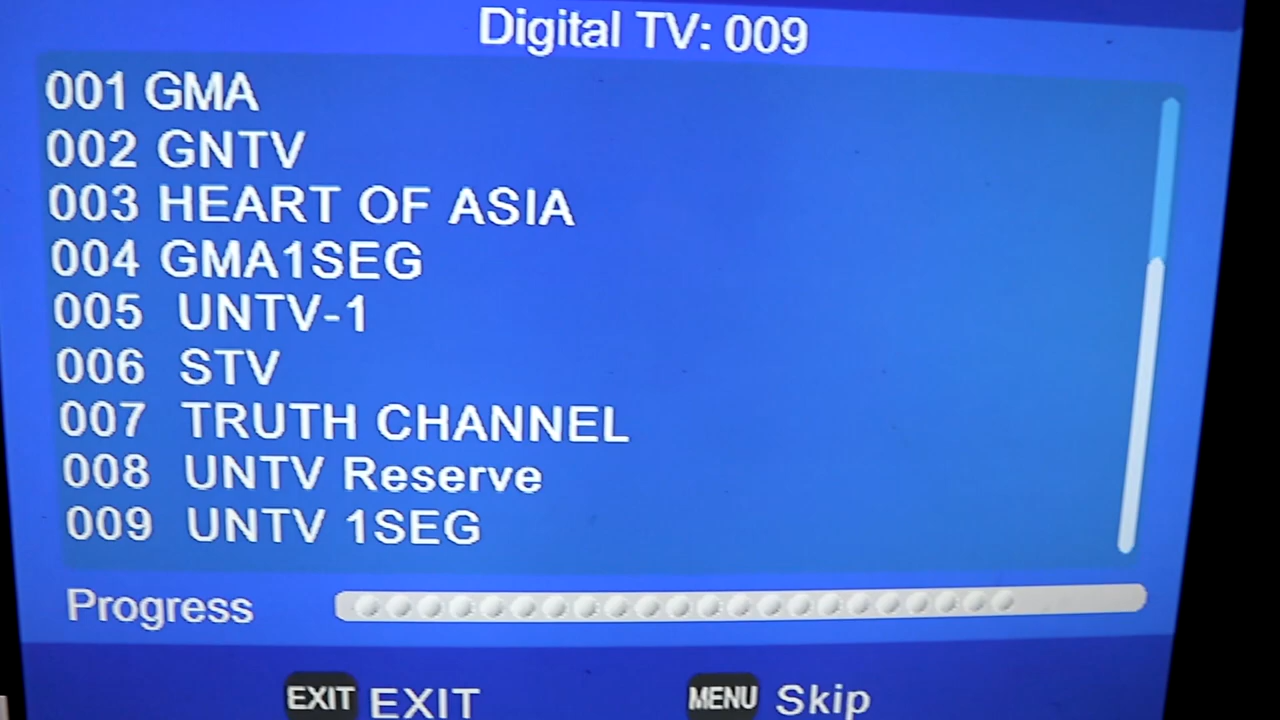 Digital TV: 009
001 GMA
002 GNTV
003 HEART OF ASIA
004 GMA1SEG
005 UNTV-1
006 STV
007 TRUTH CHANNEL
008 UNTV Reserve
009 UNTV 1SEG
Progress
EXIT EXIT MENU Skip